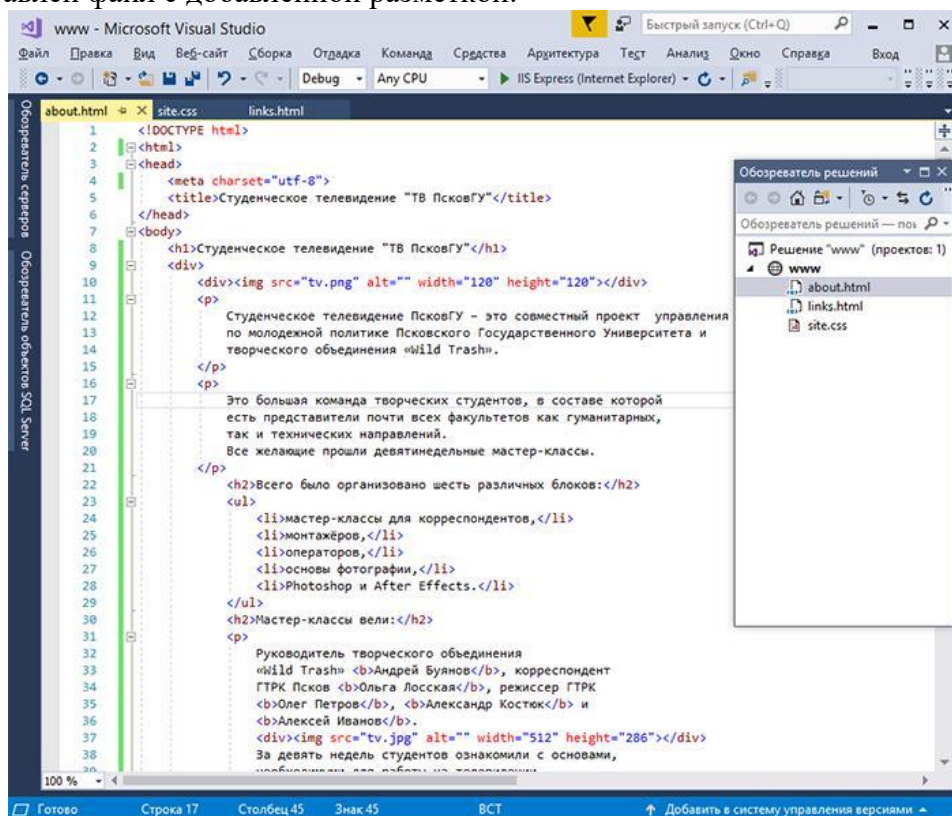 авлен файл с добавленной разметкой.
www - Microsoft Visual Studio
Быстрый запуск (Ctrl+Q)
Файл Правка Вид Веб-сайт Сборка Отладка Команда Средства Архитектура Тест Анализ Окно Справка Вход
Debug Any CPU IIS Express (Internet Explorer)
Обозреватель серверов
Обозреватель объектов SQL Server
about.html site.css links.html
1 <!DOCTYPE html>
2 <html>
3 <head>
4 <meta charset="utf-8">
5 <title>Студенческое телевидение "ТВ ПсковГУ"</title>
6 </head>
7 <body>
8 <h1>Студенческое телевидение "ТВ ПсковГУ"</h1>
9 <div>
10 <div><img src="tv.png" alt="" width="120" height="120"></div>
11 <p>
12 Студенческое телевидение ПсковГУ – это совместный проект управления
13 по молодежной политике Псковского Государственного Университета и
14 творческого объединения «Wild Trash».
15 </p>
16 <p>
17 Это большая команда творческих студентов, в составе которой
18 есть представители почти всех факультетов как гуманитарных,
19 так и технических направлений.
20 Все желающие прошли девятинедельные мастер-классы.
21 </p>
22 <h2>Всего было организовано шесть различных блоков:</h2>
23 <ul>
24 <li>мастер-классы для корреспондентов,</li>
25 <li>монтажёров,</li>
26 <li>операторов,</li>
27 <li>основы фотографии,</li>
28 <li>Photoshop и After Effects.</li>
29 </ul>
30 <h2>Мастер-классы вели:</h2>
31 <p>
32 Руководитель творческого объединения
33 «Wild Trash» <b>Андрей Буянов</b>, корреспондент
34 ГТРК Псков <b>Ольга Лосская</b>, режиссер ГТРК
35 <b>Олег Петров</b>, <b>Александр Костюк</b> и
36 <b>Алексей Иванов</b>.
37 <div><img src="tv.jpg" alt="" width="512" height="286"></div>
38 За девять недель студентов ознакомили с основами,
Обозреватель решений
Обозреватель решений — пои
Решение "www" (проектов: 1)
www
about.html
links.html
site.css
100 %
Готово Строка 17 Столбец 45 Знак 45 ВСТ Добавить в систему управления версиями